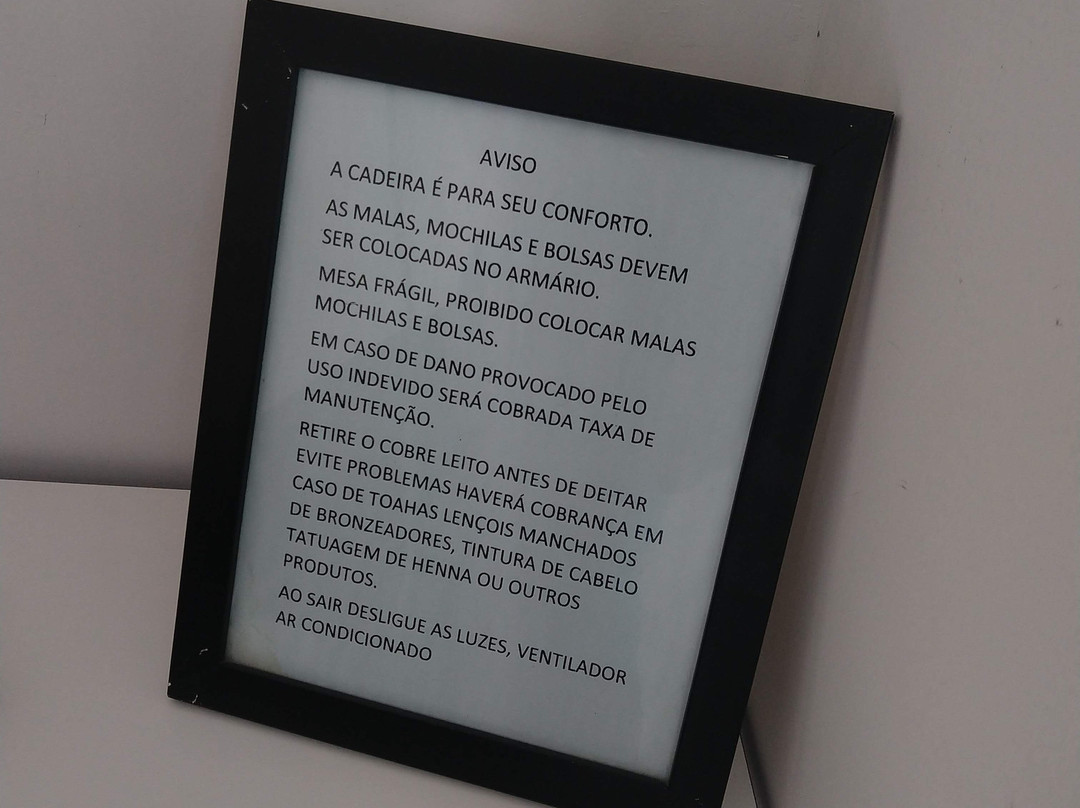 AVISO
A CADEIRA É PARA SEU CONFORTO.
AS MALAS, MOCHILAS E BOLSAS DEVEM
SER COLOCADAS NO ARMÁRIO.
MESA FRÁGIL, PROIBIDO COLOCAR MALAS
MOCHILAS E BOLSAS.
EM CASO DE DANO PROVOCADO PELO
USO INDEVIDO SERÁ COBRADA TAXA DE
MANUTENÇÃO.
RETIRE O COBRE LEITO ANTES DE DEITAR
EVITE PROBLEMAS HAVERÁ COBRANÇA EM
CASO DE TOAHAS LENÇOIS MANCHADOS
DE BRONZEADORES, TINTURA DE CABELO
TATUAGEM DE HENNA OU OUTROS
PRODUTOS.
AO SAIR DESLIGUE AS LUZES, VENTILADOR
AR CONDICIONADO